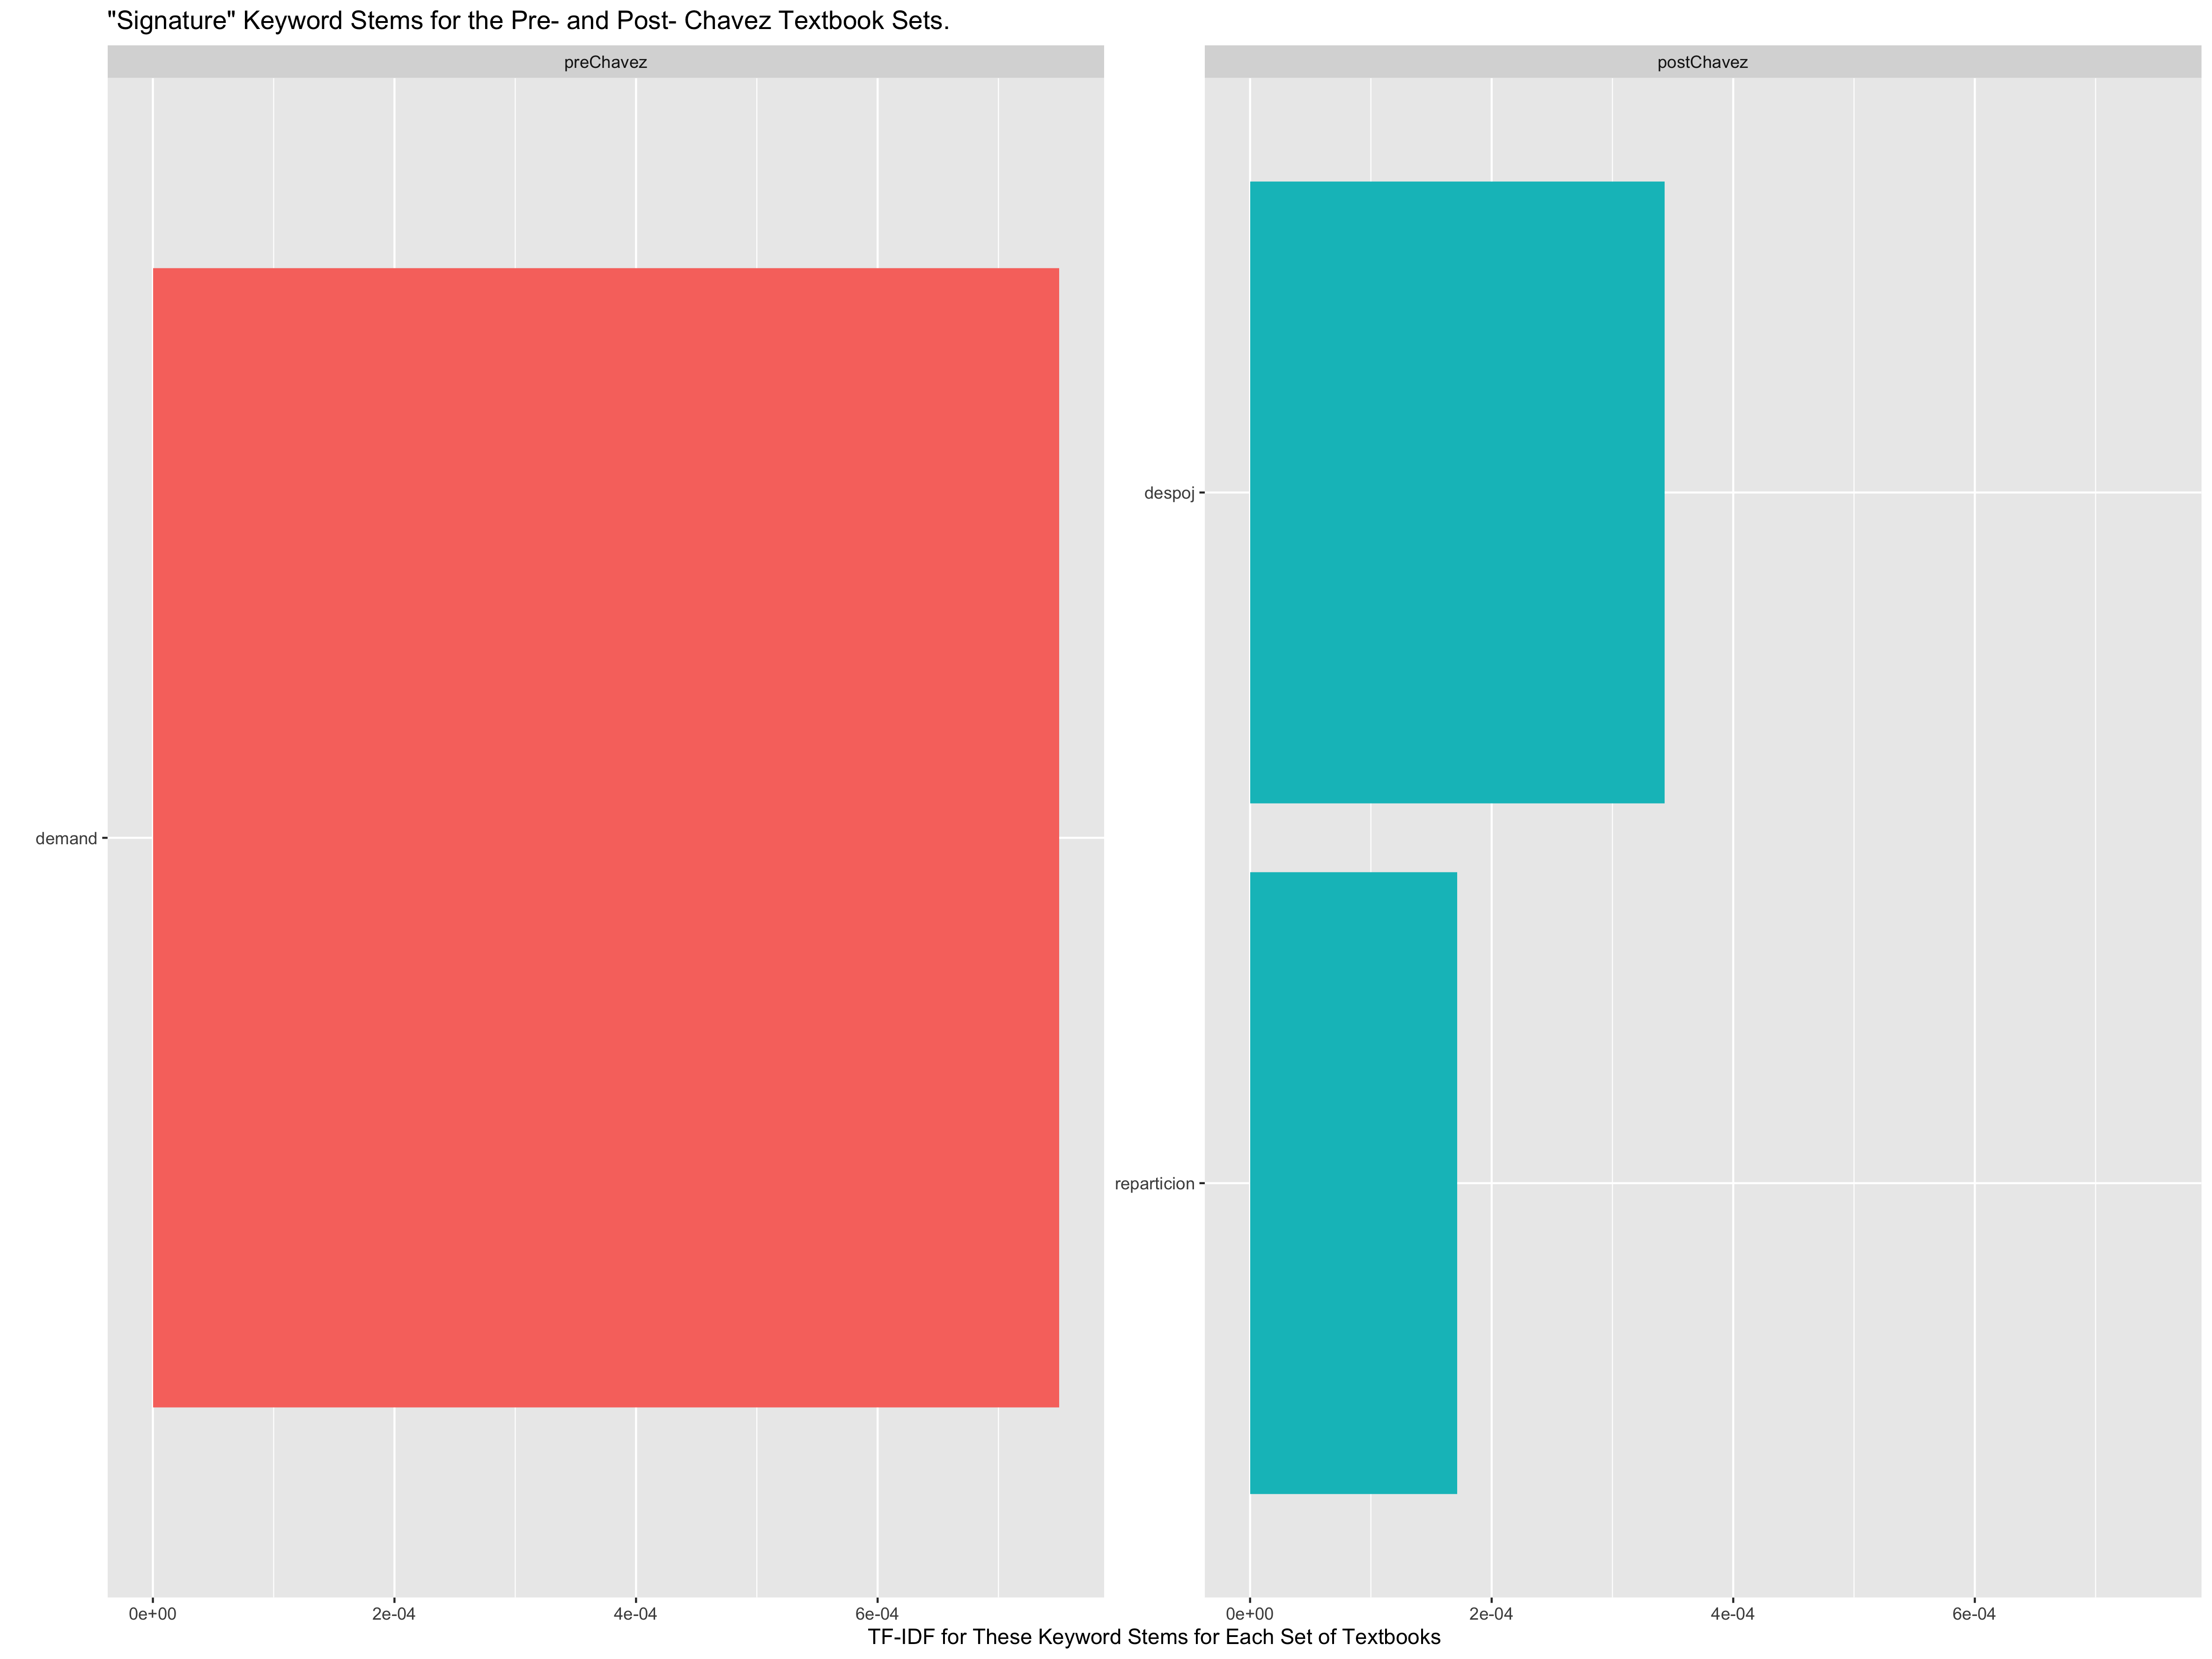 "Signature" Keyword Stems for the Pre- and Post- Chavez Textbook Sets.
preChavez
postChavez
demand
despoj
reparticion
0e+00 2e-04 4e-04 6e-04
0e+00 2e-04 4e-04 6e-04
TF-IDF for These Keyword Stems for Each Set of Textbooks